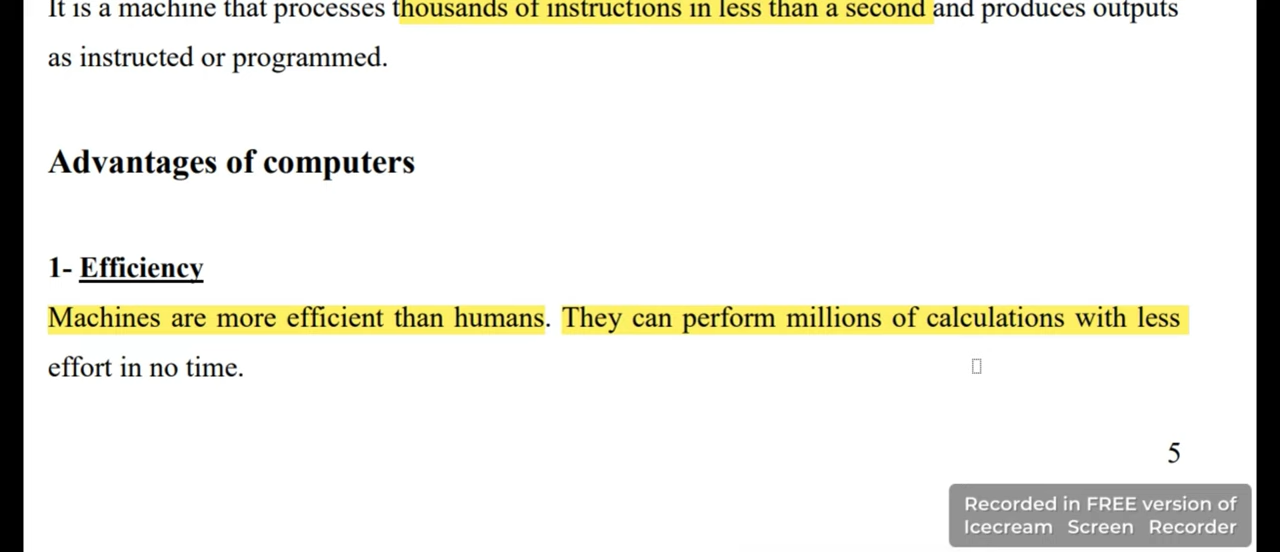 It is a machine that processes thousands of instructions in less than a second and produces outputs
as instructed or programmed.
Advantages of computers
1- Efficiency
Machines are more efficient than humans. They can perform millions of calculations with less
effort in no time.
5
Recorded in FREE version of
Icecream Screen Recorder